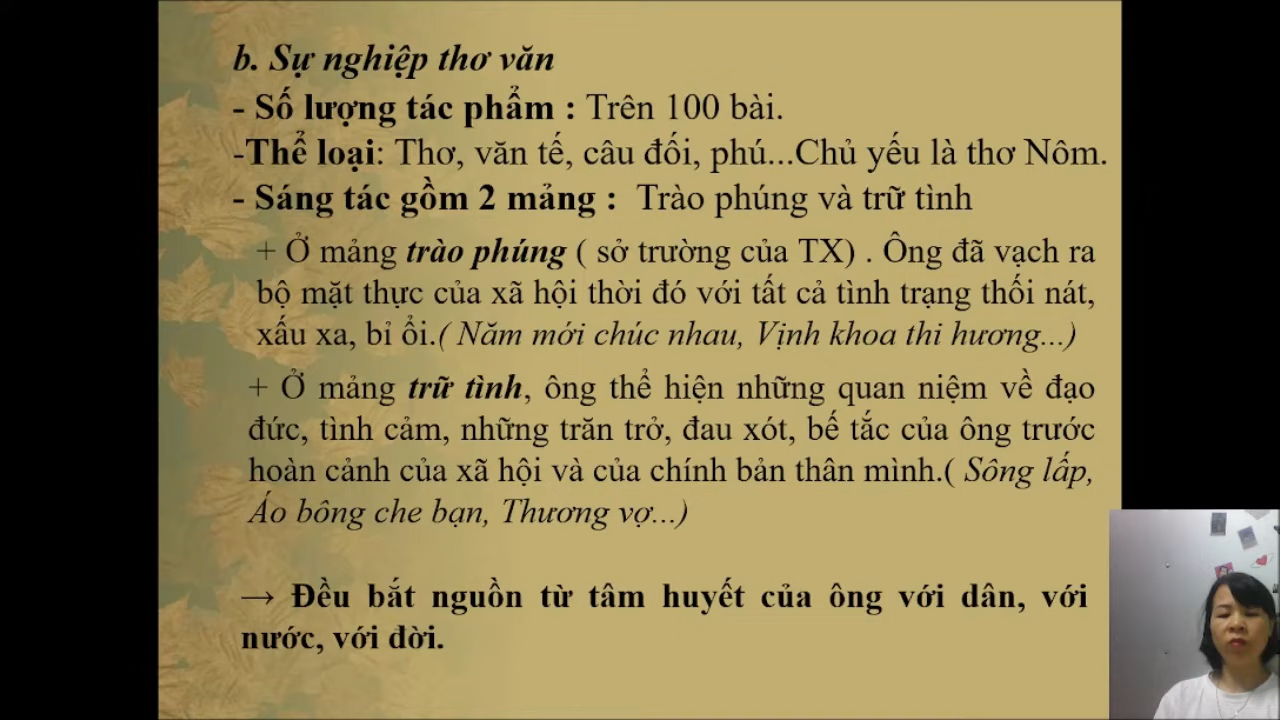 b. Sự nghiệp thơ văn
- Số lượng tác phẩm : Trên 100 bài.
-Thể loại: Thơ, văn tế, câu đối, phú...Chủ yếu là thơ Nôm.
- Sáng tác gồm 2 mảng : Trào phúng và trữ tình
+ Ở mảng trào phúng ( sở trường của TX) . Ông đã vạch ra
bộ mặt thực của xã hội thời đó với tất cả tình trạng thối nát,
xấu xa, bỉ ổi.( Năm mới chúc nhau, Vịnh khoa thi hương...)
+ Ở mảng trữ tình, ông thể hiện những quan niệm về đạo
đức, tình cảm, những trăn trở, đau xót, bế tắc của ông trước
hoàn cảnh của xã hội và của chính bản thân mình.( Sông lấp,
Áo bông che bạn, Thương vợ...)
→ Đều bắt nguồn từ tâm huyết của ông với dân, với
nước, với đời.